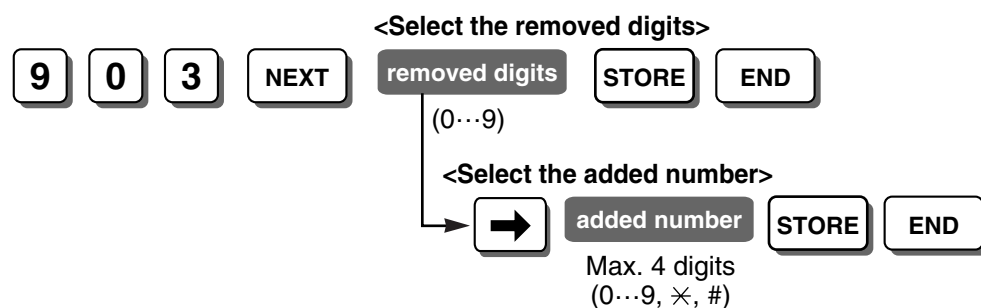 <Select the removed digits>
9 0 3 NEXT removed digits STORE END
(0···9)
<Select the added number>
➡ added number STORE END
Max. 4 digits
(0···9, ✳, #)